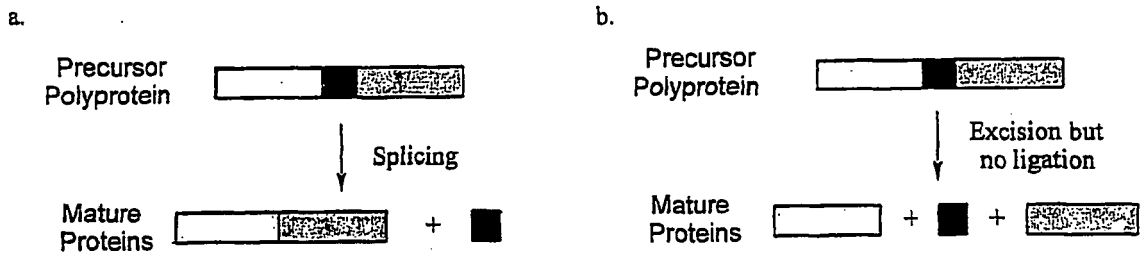 a.
Precursor
Polyprotein
Splicing
Mature
Proteins
+
b.
Precursor
Polyprotein
Excision but
no ligation
Mature
Proteins
+
+